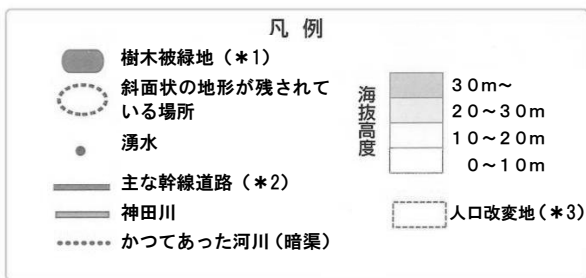 凡例
樹木被緑地（＊1）
斜面状の地形が残されて
いる場所
湧水
主な幹線道路（＊2）
神田川
かつてあった河川（暗渠）
海抜高度
30m～
20～30m
10～20m
0～10m
人口改変地（＊3）